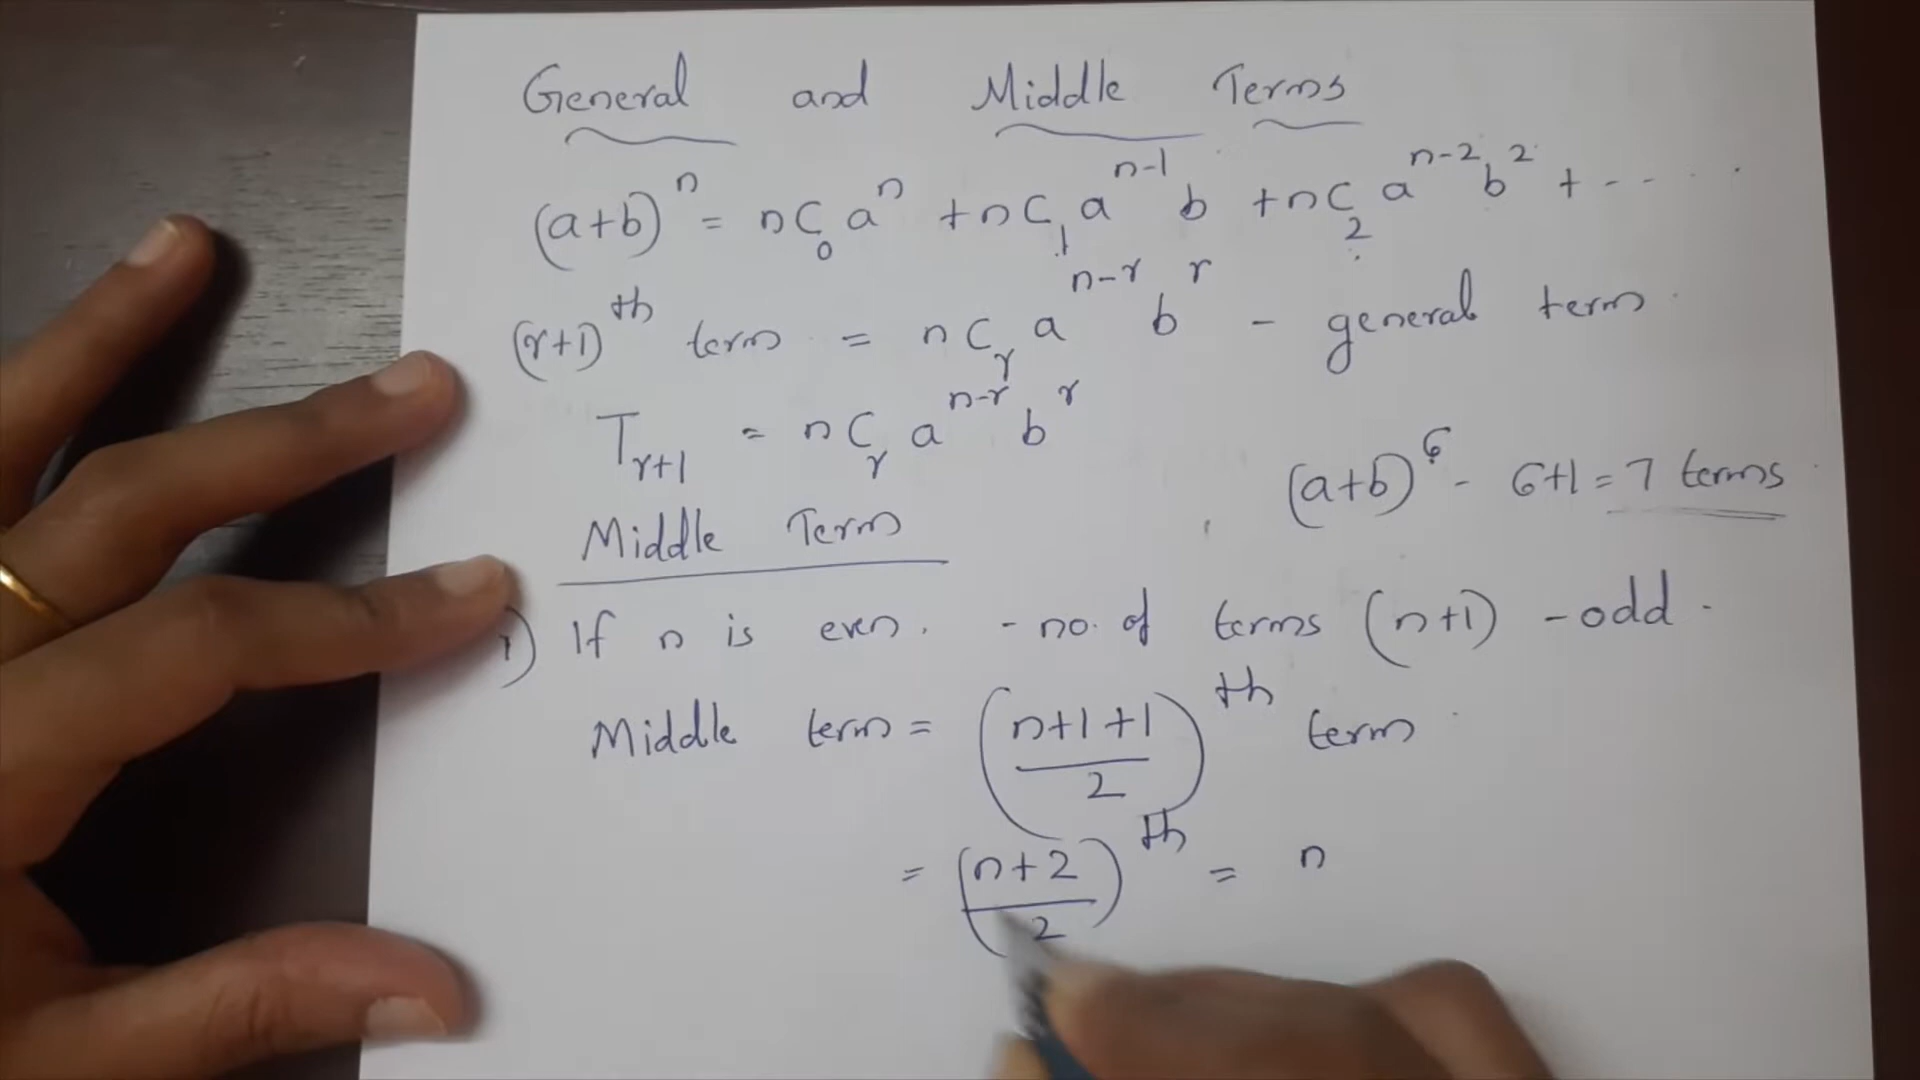 General and Middle Terms
(a+b)^n = nC₀ a^n + nC₁ a^(n-1) b + nC₂ a^(n-2) b^2 + - - . . .
(r+1)^th term = nCᵣ a^(n-r) b^r - general term
T_(r+1) = nCᵣ a^(n-r) b^r
(a+b)^6 - 6+1 = 7 terms
Middle Term
1) If n is even. - no. of terms (n+1) - odd.
Middle term = ((n+1+1)/2)^th term
= ((n+2)/2)^th = n